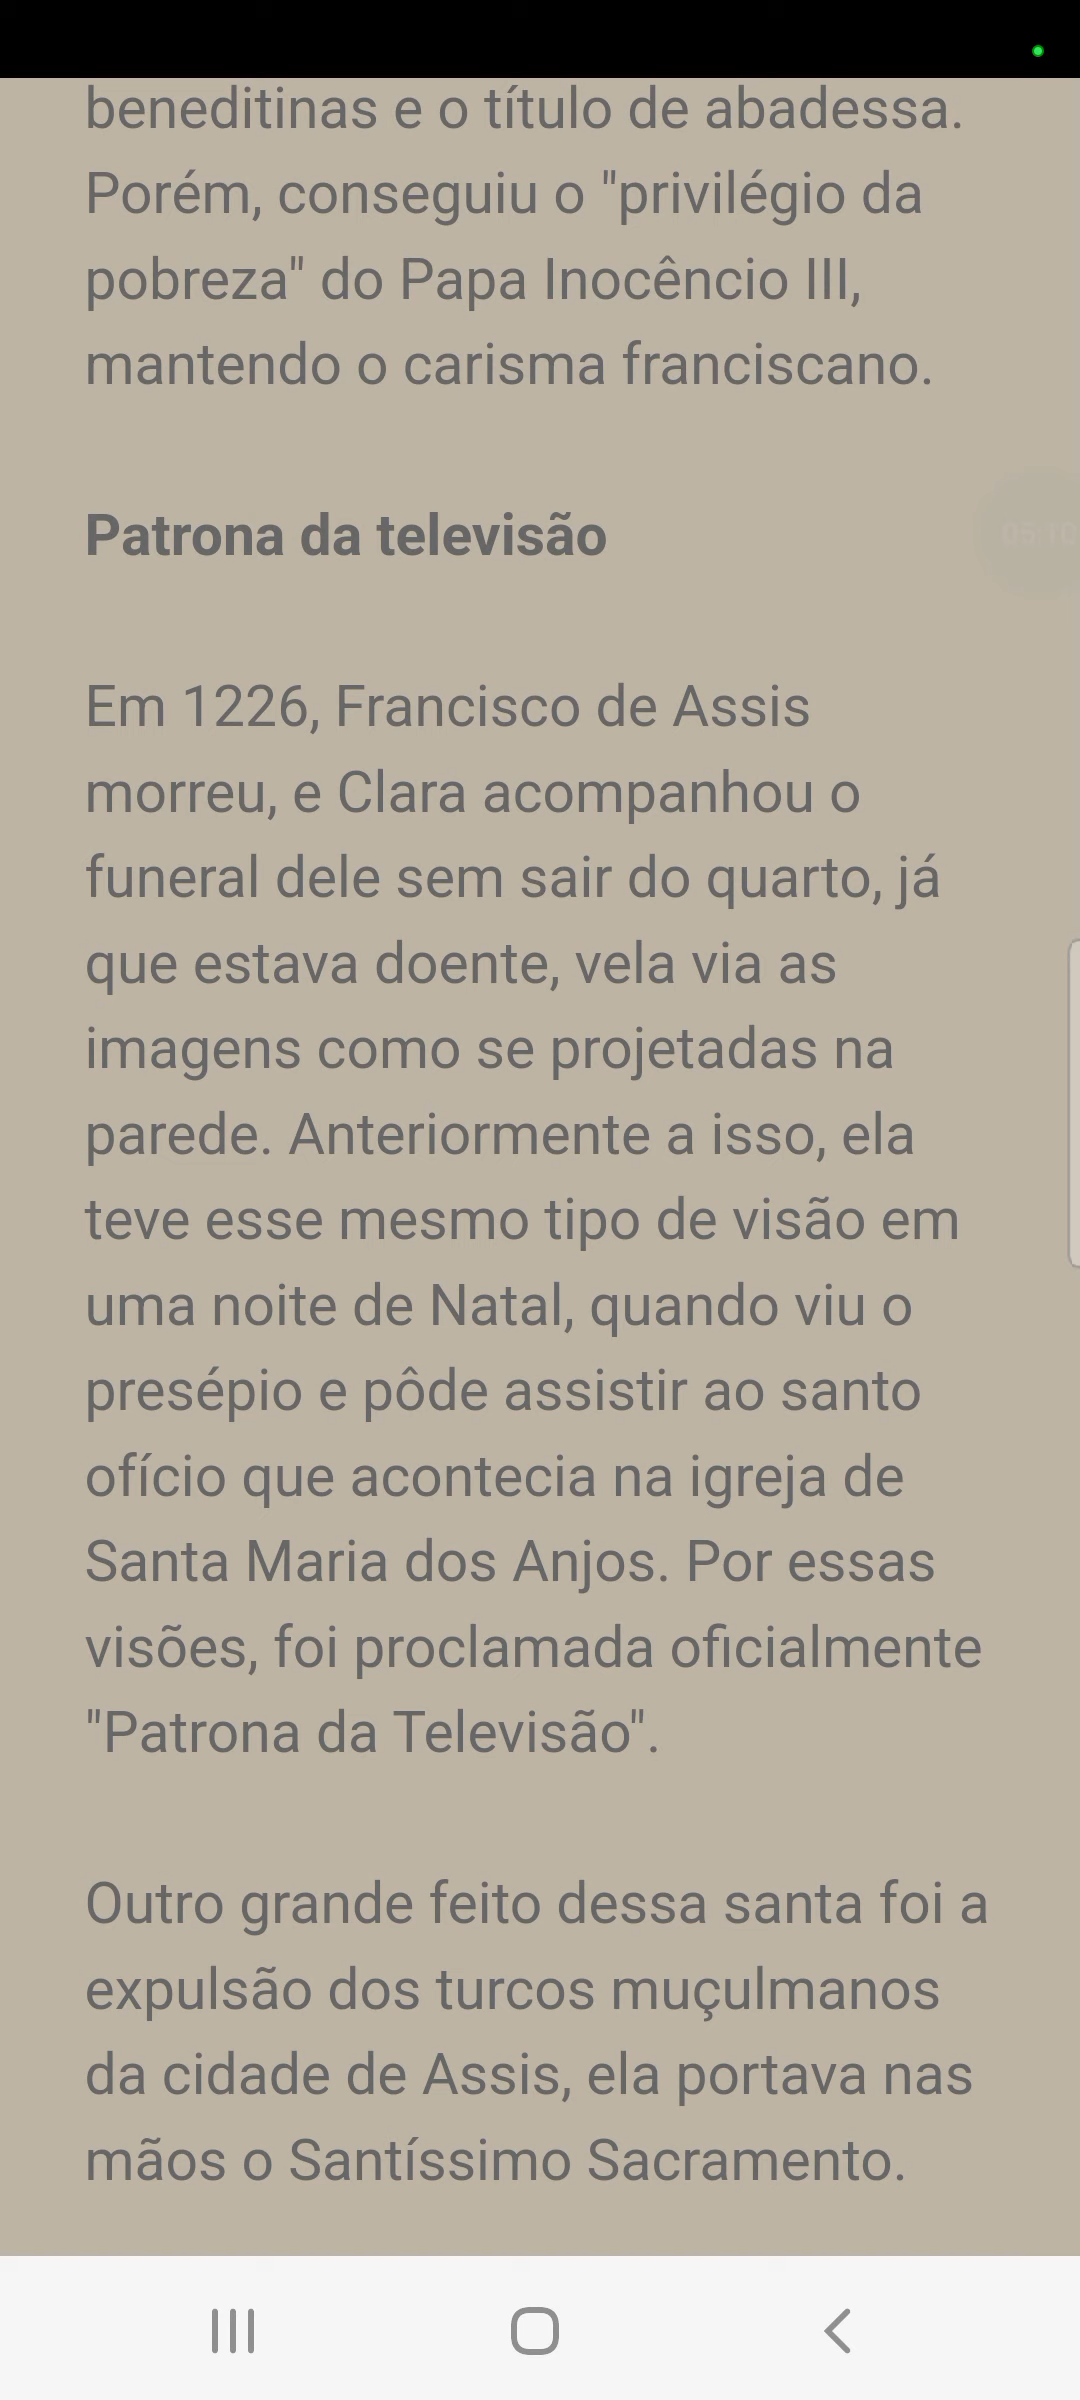 beneditinas e o título de abadessa.
Porém, conseguiu o "privilégio da
pobreza" do Papa Inocêncio III,
mantendo o carisma franciscano.
Patrona da televisão
05:10
Em 1226, Francisco de Assis
morreu, e Clara acompanhou o
funeral dele sem sair do quarto, já
que estava doente, vela via as
imagens como se projetadas na
parede. Anteriormente a isso, ela
teve esse mesmo tipo de visão em
uma noite de Natal, quando viu o
presépio e pôde assistir ao santo
ofício que acontecia na igreja de
Santa Maria dos Anjos. Por essas
visões, foi proclamada oficialmente
"Patrona da Televisão".
Outro grande feito dessa santa foi a
expulsão dos turcos muçulmanos
da cidade de Assis, ela portava nas
mãos o Santíssimo Sacramento.